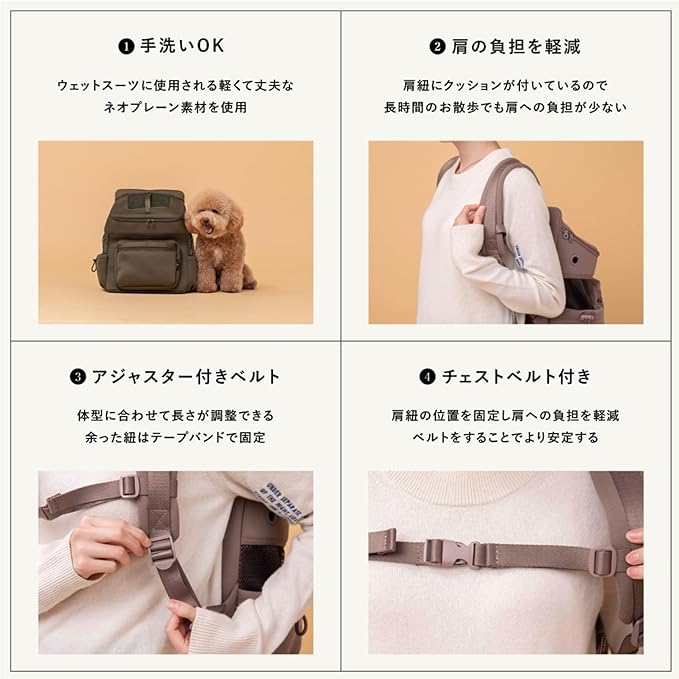 ❶ 手洗いOK
ウェットスーツに使用される軽くて丈夫な
ネオプレーン素材を使用
❷ 肩の負担を軽減
肩紐にクッションが付いているので
長時間のお散歩でも肩への負担が少ない
❸ アジャスター付きベルト
体型に合わせて長さが調整できる
余った紐はテープバンドで固定
UNDER
OF THE NIGHT
❹ チェストベルト付き
肩紐の位置を固定し肩への負担を軽減
ベルトをすることでより安定する